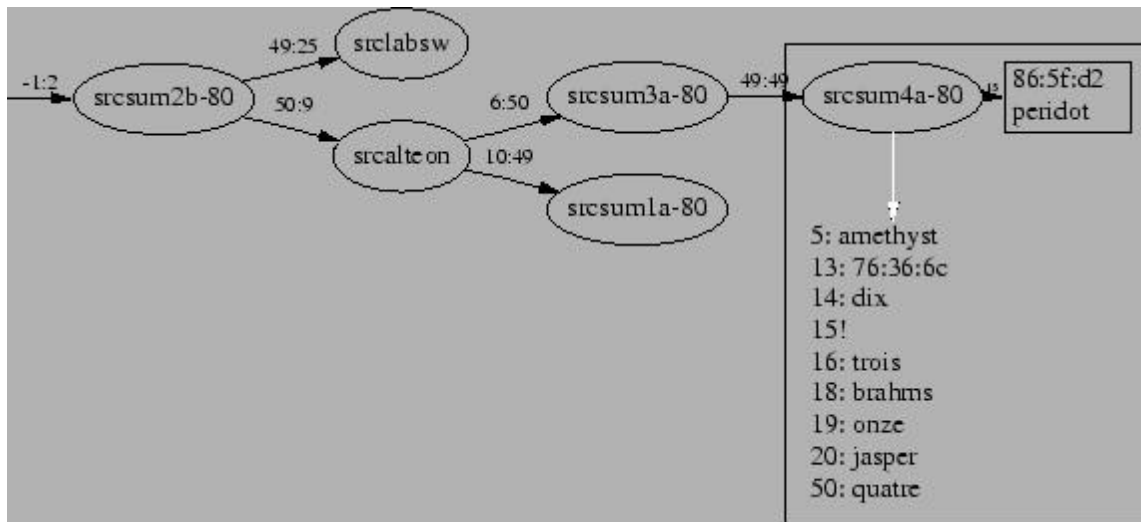 -1:2
srcsum2b-80
49:25
srclabsw
50:9
srcalteon
6:50
srcsum3a-80
10:49
srcsum1a-80
49:49
srcsum4a-80
15
86:5f:d2
peridot
5: amethyst
13: 76:36:6c
14: dix
15!
16: trois
18: brahms
19: onze
20: jasper
50: quatre